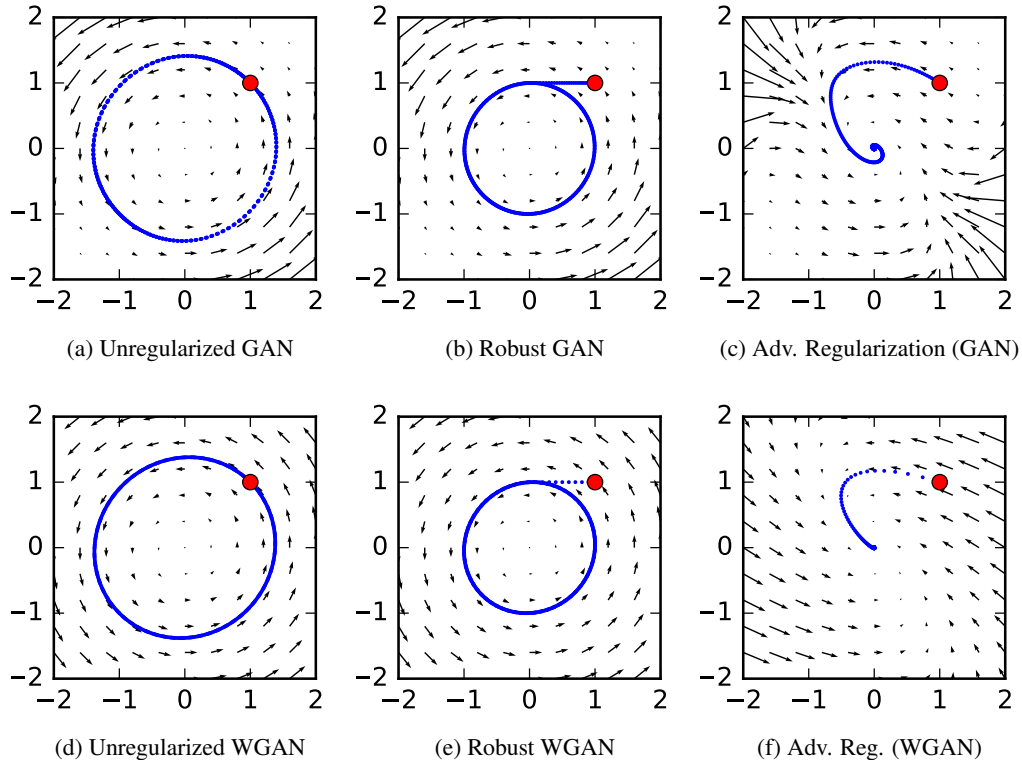 2 2 2
1 1 1
0 0 0
−1 −1 −1
−2 −2 −2
−2 −1 0 1 2 −2 −1 0 1 2 −2 −1 0 1 2
(a) Unregularized GAN (b) Robust GAN (c) Adv. Regularization (GAN)
2 2 2
1 1 1
0 0 0
−1 −1 −1
−2 −2 −2
−2 −1 0 1 2 −2 −1 0 1 2 −2 −1 0 1 2
(d) Unregularized WGAN (e) Robust WGAN (f) Adv. Reg. (WGAN)